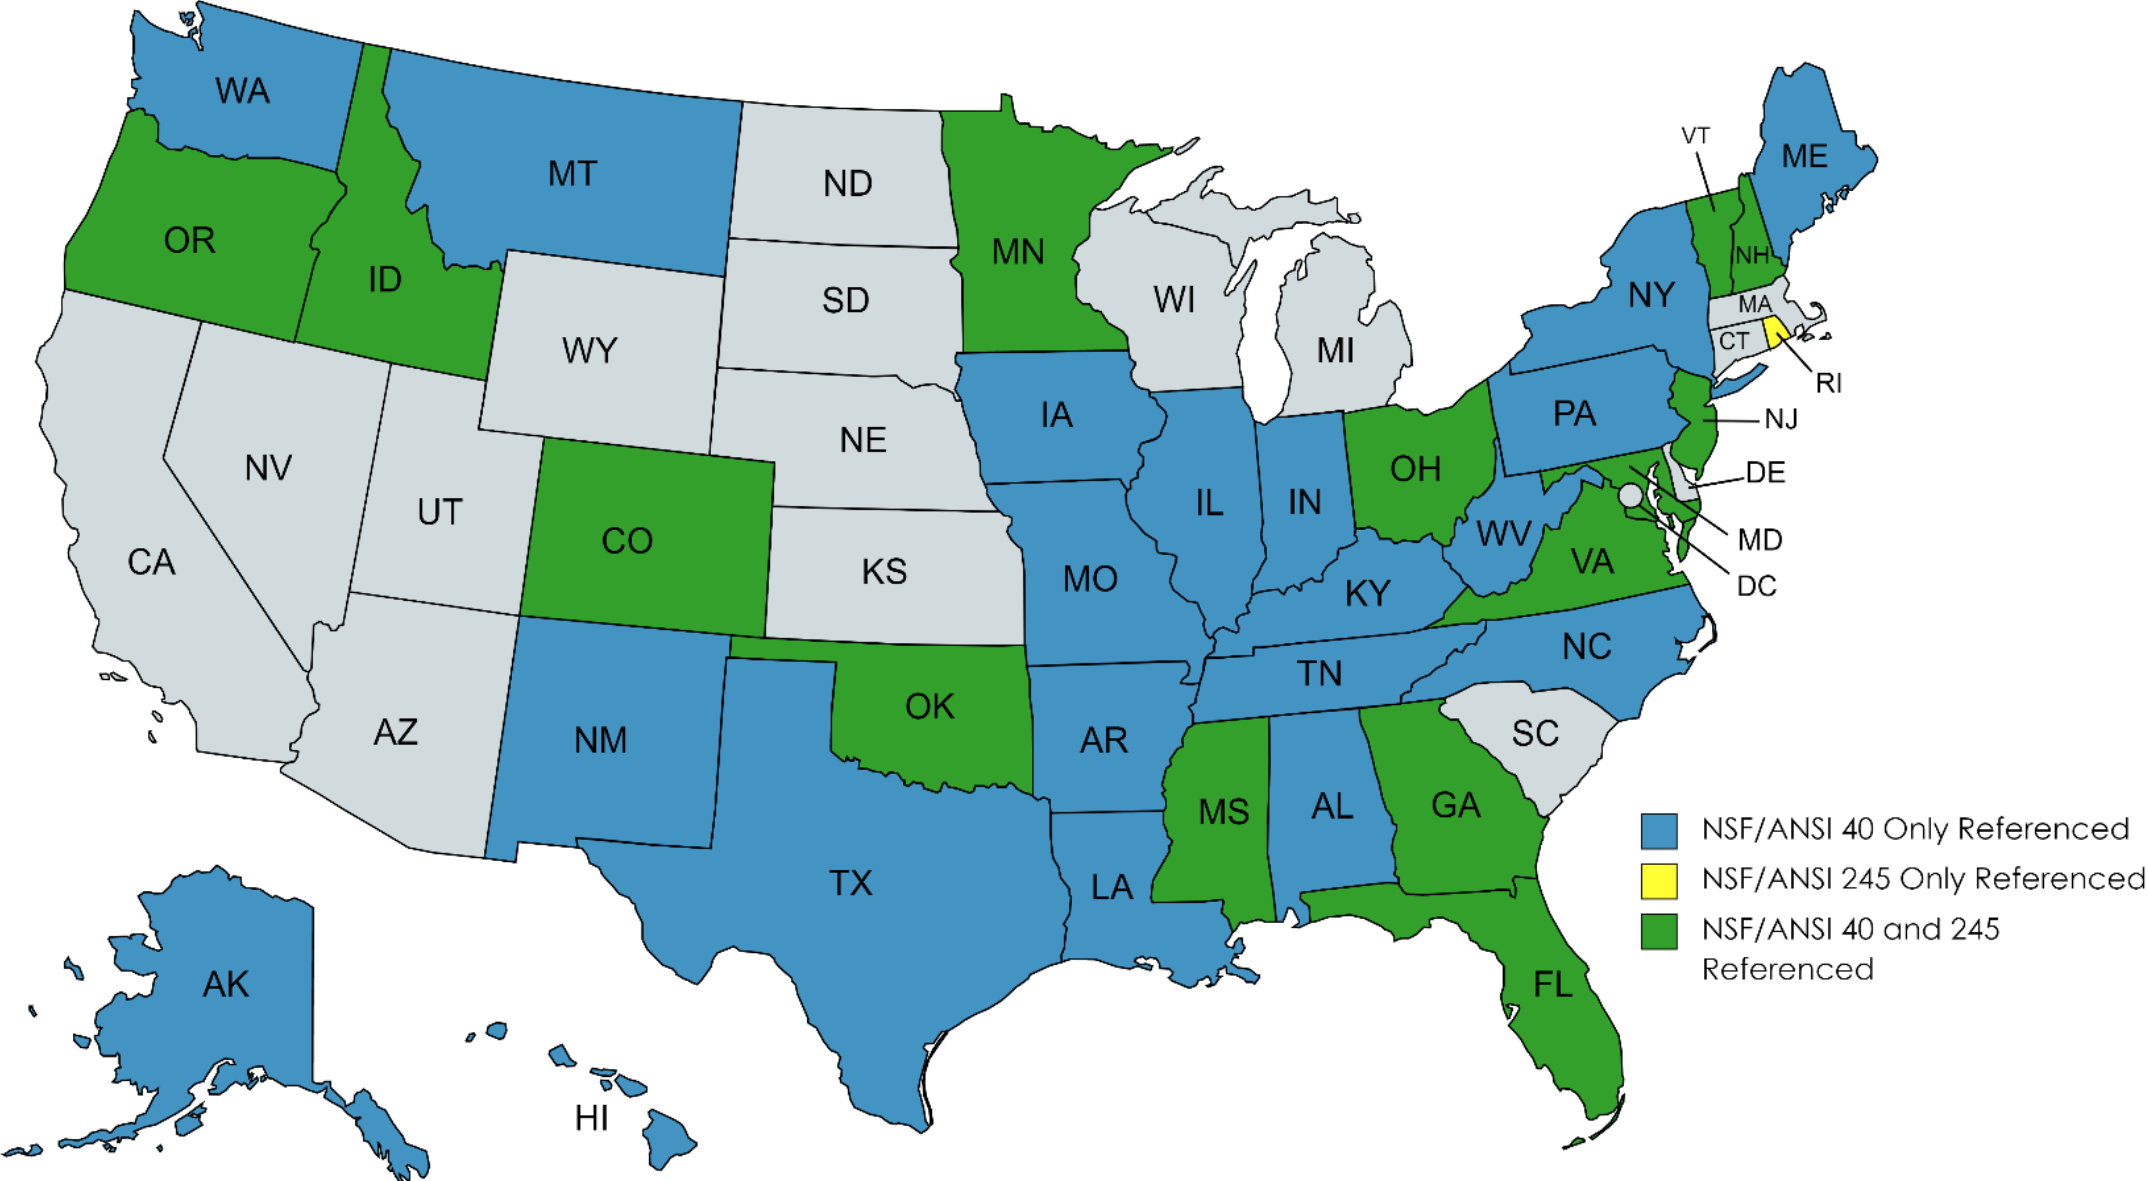 WA
MT
ND
MN
VT
ME
OR
ID
SD
WI
MI
NY
NH
MA
CT
RI
WY
NE
IA
PA
NJ
NV
UT
CO
KS
IL
IN
OH
DE
WV
MD
CA
MO
KY
VA
DC
AZ
NM
OK
AR
TN
NC
SC
MS
AL
GA
TX
LA
FL
AK
HI
NSF/ANSI 40 Only Referenced
NSF/ANSI 245 Only Referenced
NSF/ANSI 40 and 245
Referenced